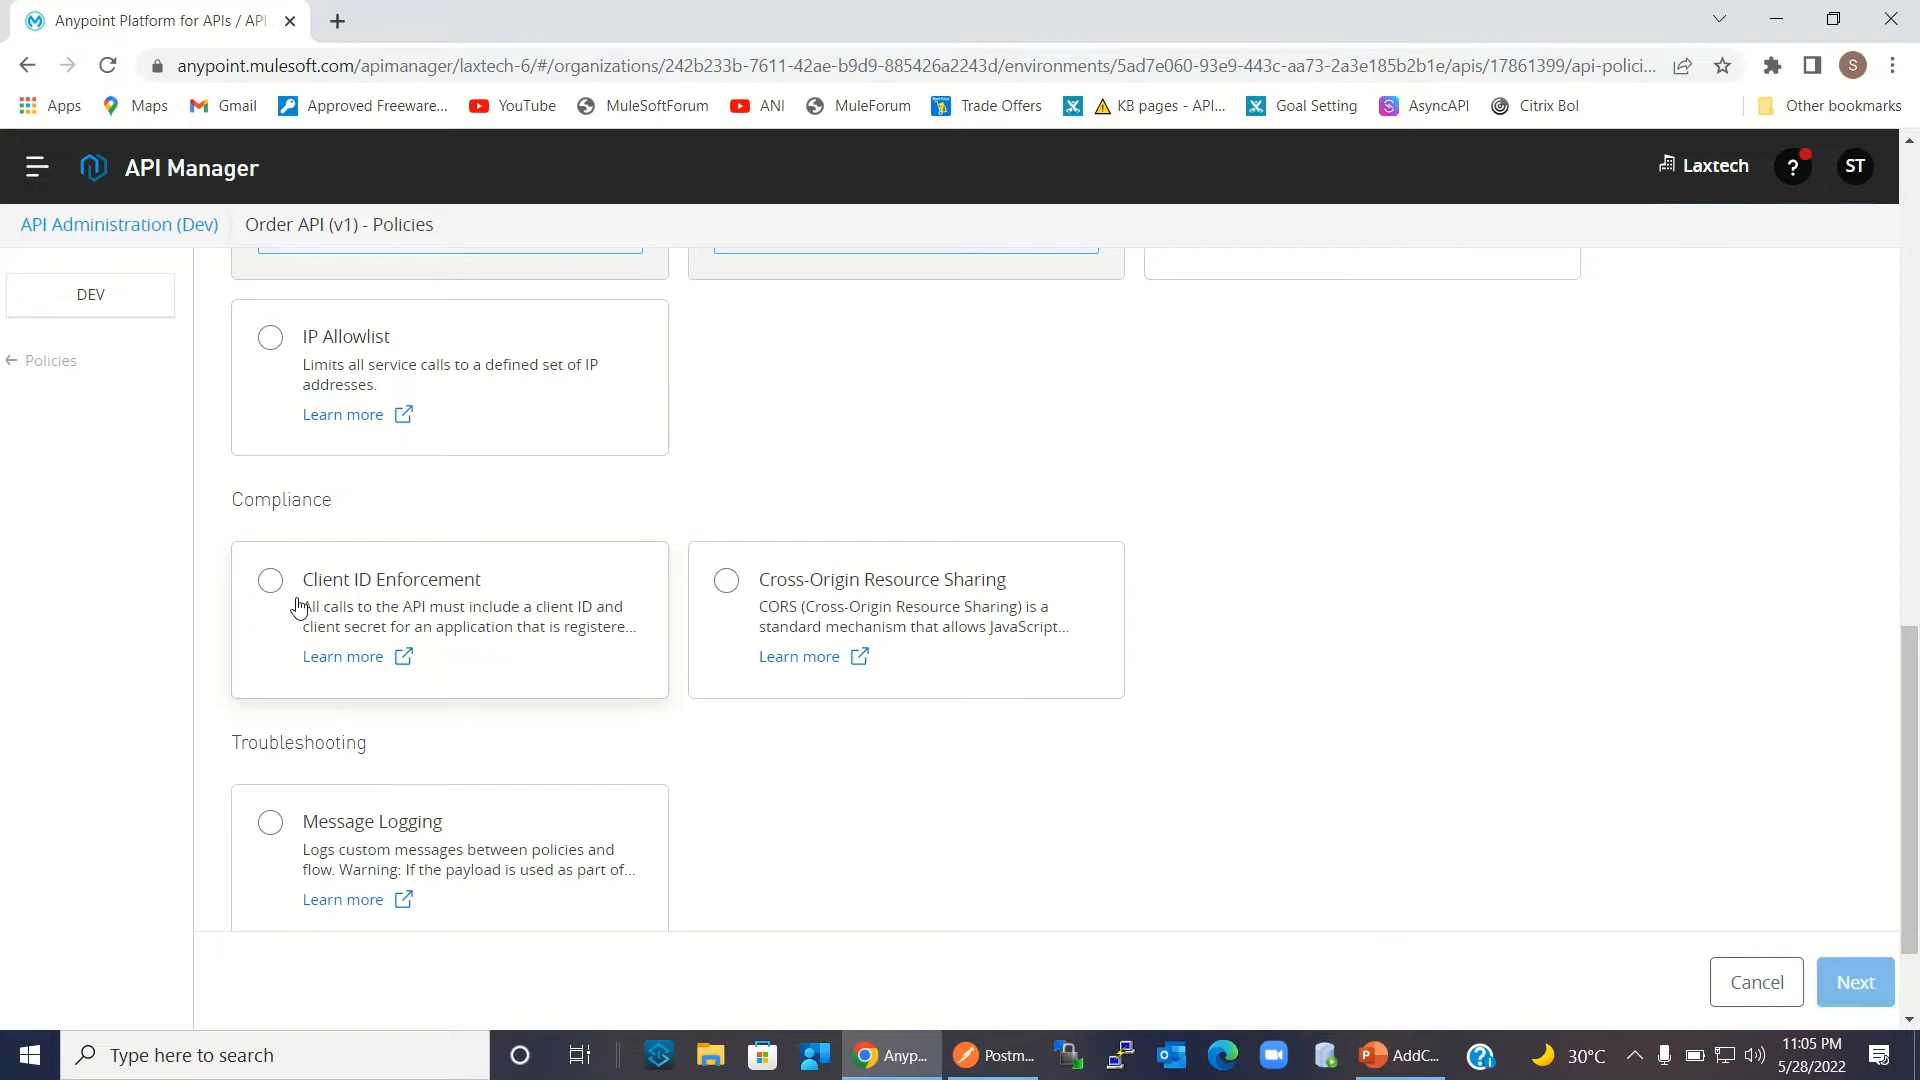 Anypoint Platform for APIs / API
anypoint.mulesoft.com/apimanager/laxtech-6/#/organizations/242b233b-7611-42ae-b9d9-885426a2243d/environments/5ad7e060-93e9-443c-aa73-2a3e185b2b1e/apis/17861399/api-polici...
S
Apps Maps Gmail Approved Freeware... YouTube MuleSoftForum ANI MuleForum Trade Offers KB pages - API... Goal Setting AsyncAPI Citrix Bol Other bookmarks
API Manager
Laxtech ? ST
API Administration (Dev) Order API (v1) - Policies
DEV
Policies
IP Allowlist
Limits all service calls to a defined set of IP
addresses.
Learn more
Compliance
Client ID Enforcement
All calls to the API must include a client ID and
client secret for an application that is registere...
Learn more
Cross-Origin Resource Sharing
CORS (Cross-Origin Resource Sharing) is a
standard mechanism that allows JavaScript...
Learn more
Troubleshooting
Message Logging
Logs custom messages between policies and
flow. Warning: If the payload is used as part of...
Learn more
Cancel Next
Type here to search
Anyp... Postm... AddC... 30°C
11:05 PM
5/28/2022